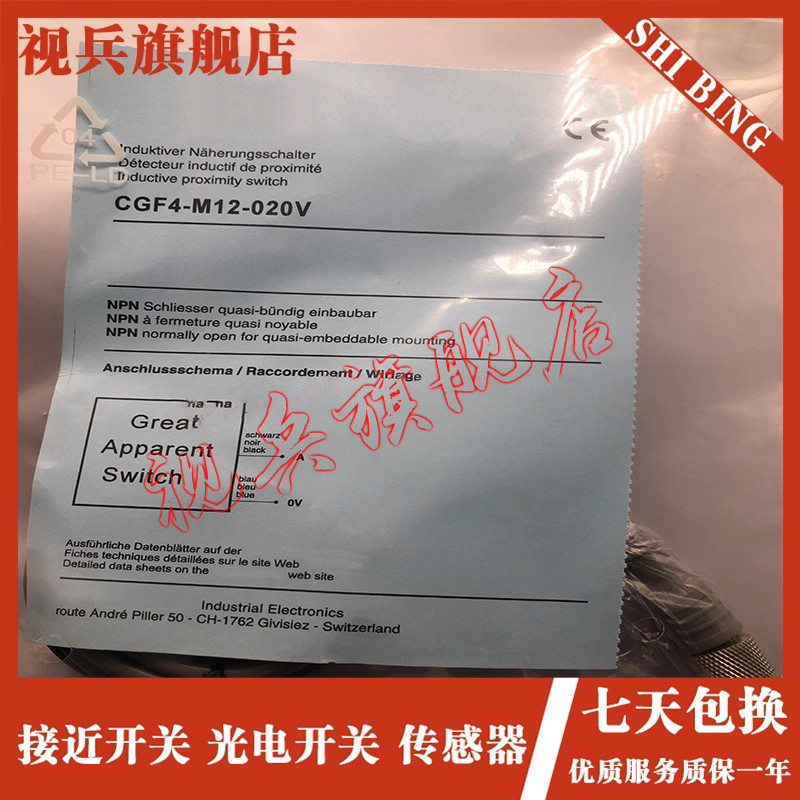 视兵旗舰店
SHI BING
04
PE-LD
CE
Induktiver Näherungsschalter
Détecteur inductif de proximité
Inductive proximity switch
CGF4-M12-020V
NPN Schliesser quasi-bündig einbaubar
NPN à fermeture quasi noyable
NPN normally open for quasi-embeddable mounting
Anschlussschema / Raccordement / Wiring
Great
Apparent
Switch
schwarz
noir
black
A
blau
bleu
blue
0V
视兵旗舰店
Ausführliche Datenblätter auf der
Fiches techniques détaillées sur le site Web
Detailed data sheets on the web site
Industrial Electronics
route André Piller 50 - CH-1762 Givisiez - Switzerland
接近开关 光电开关 传感器
七天包换
优质服务质保一年